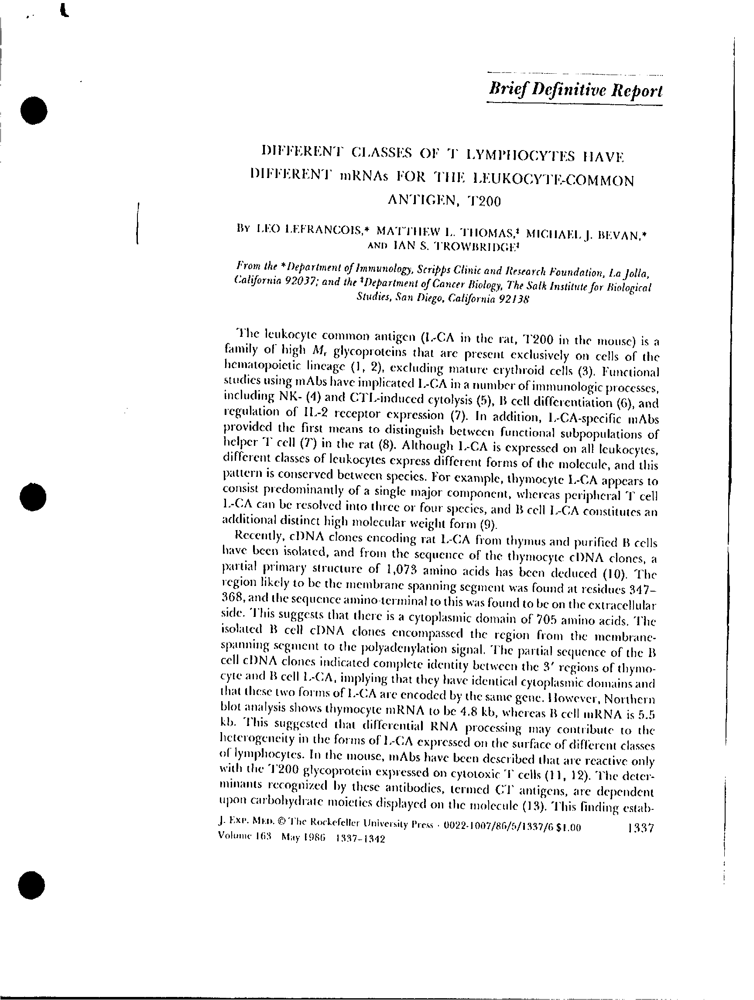 Brief Definitive Report
DIFFERENT CLASSES OF T LYMPHOCYTES HAVE
DIFFERENT mRNAs FOR THE LEUKOCYTE-COMMON
ANTIGEN, T200
BY LEO LEFRANCOIS,* MATTHEW L. THOMAS,‡ MICHAEL J. BEVAN,*
AND IAN S. TROWBRIDGE‡
From the *Department of Immunology, Scripps Clinic and Research Foundation, La Jolla,
California 92037; and the ‡Department of Cancer Biology, The Salk Institute for Biological
Studies, San Diego, California 92138
The leukocyte common antigen (L-CA in the rat, T200 in the mouse) is a
family of high Mr glycoproteins that are present exclusively on cells of the
hematopoietic lineage (1, 2), excluding mature erythroid cells (3). Functional
studies using mAbs have implicated L-CA in a number of immunologic processes,
including NK- (4) and CTL-induced cytolysis (5), B cell differentiation (6), and
regulation of IL-2 receptor expression (7). In addition, L-CA-specific mAbs
provided the first means to distinguish between functional subpopulations of
helper T cell (7) in the rat (8). Although L-CA is expressed on all leukocytes,
different classes of leukocytes express different forms of the molecule, and this
pattern is conserved between species. For example, thymocyte L-CA appears to
consist predominantly of a single major component, whereas peripheral T cell
L-CA can be resolved into three or four species, and B cell L-CA constitutes an
additional distinct high molecular weight form (9).
Recently, cDNA clones encoding rat L-CA from thymus and purified B cells
have been isolated, and from the sequence of the thymocyte cDNA clones, a
partial primary structure of 1,073 amino acids has been deduced (10). The
region likely to be the membrane spanning segment was found at residues 347–
368, and the sequence amino-terminal to this was found to be on the extracellular
side. This suggests that there is a cytoplasmic domain of 705 amino acids. The
isolated B cell cDNA clones encompassed the region from the membrane-
spanning segment to the polyadenylation signal. The partial sequence of the B
cell cDNA clones indicated complete identity between the 3′ regions of thymo-
cyte and B cell L-CA, implying that they have identical cytoplasmic domains and
that these two forms of L-CA are encoded by the same gene. However, Northern
blot analysis shows thymocyte mRNA to be 4.8 kb, whereas B cell mRNA is 5.5
kb. This suggested that differential RNA processing may contribute to the
heterogeneity in the forms of L-CA expressed on the surface of different classes
of lymphocytes. In the mouse, mAbs have been described that are reactive only
with the T200 glycoprotein expressed on cytotoxic T cells (11, 12). The deter-
minants recognized by these antibodies, termed CT antigens, are dependent
upon carbohydrate moieties displayed on the molecule (13). This finding estab-
J. EXP. MED. © The Rockefeller University Press · 0022-1007/86/5/1337/6 $1.00 1337
Volume 163 May 1986 1337–1342